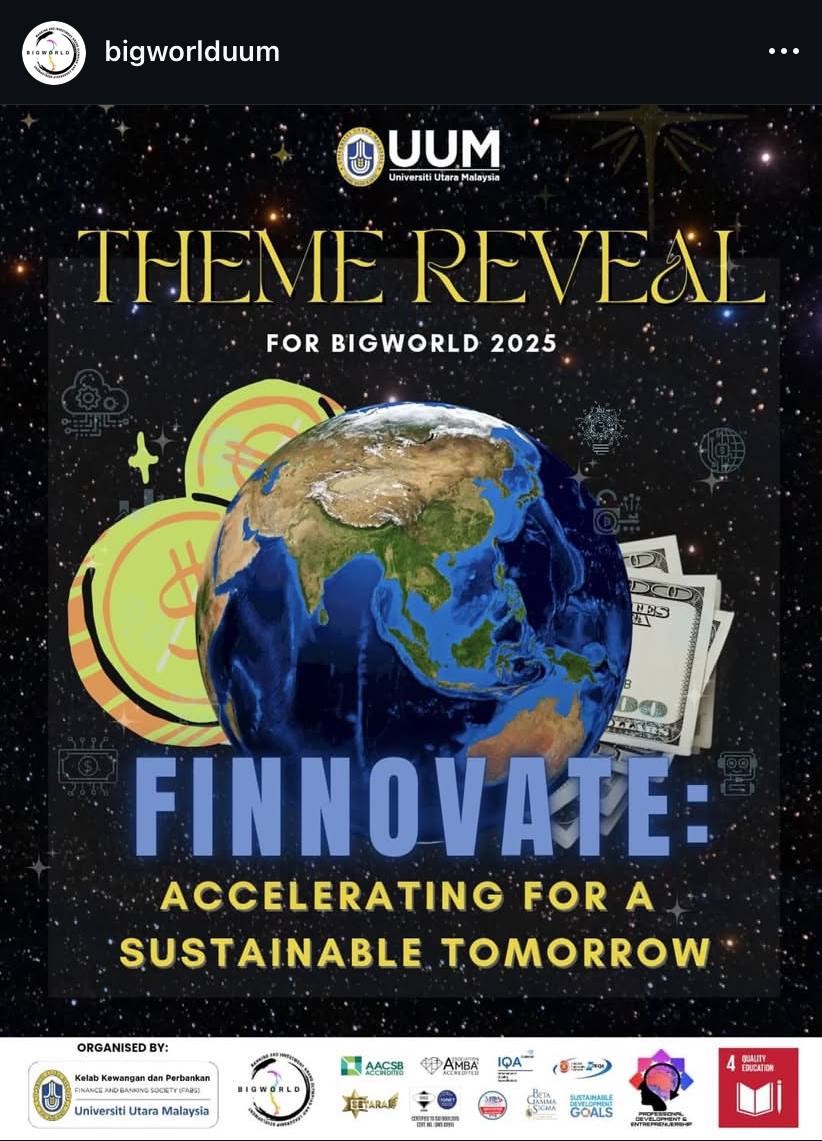 bigworlduum
UUM
Universiti Utara Malaysia
THEME REVEAL
FOR BIGWORLD 2025
FINNOVATE:
ACCELERATING FOR A
SUSTAINABLE TOMORROW
ORGANISED BY:
Kelab Kewangan dan Perbankan
FINANCE AND BANKING SOCIETY (FABS)
Universiti Utara Malaysia
BIGWORLD
AACSB
ACCREDITED
AMBA
ACCREDITED
IQA
SETARA
BETA
GAMMA
SIGMA
SUSTAINABLE
DEVELOPMENT
GOALS
PROFESSIONAL
DEVELOPMENT &
ENTREPRENEURSHIP
4 QUALITY
EDUCATION